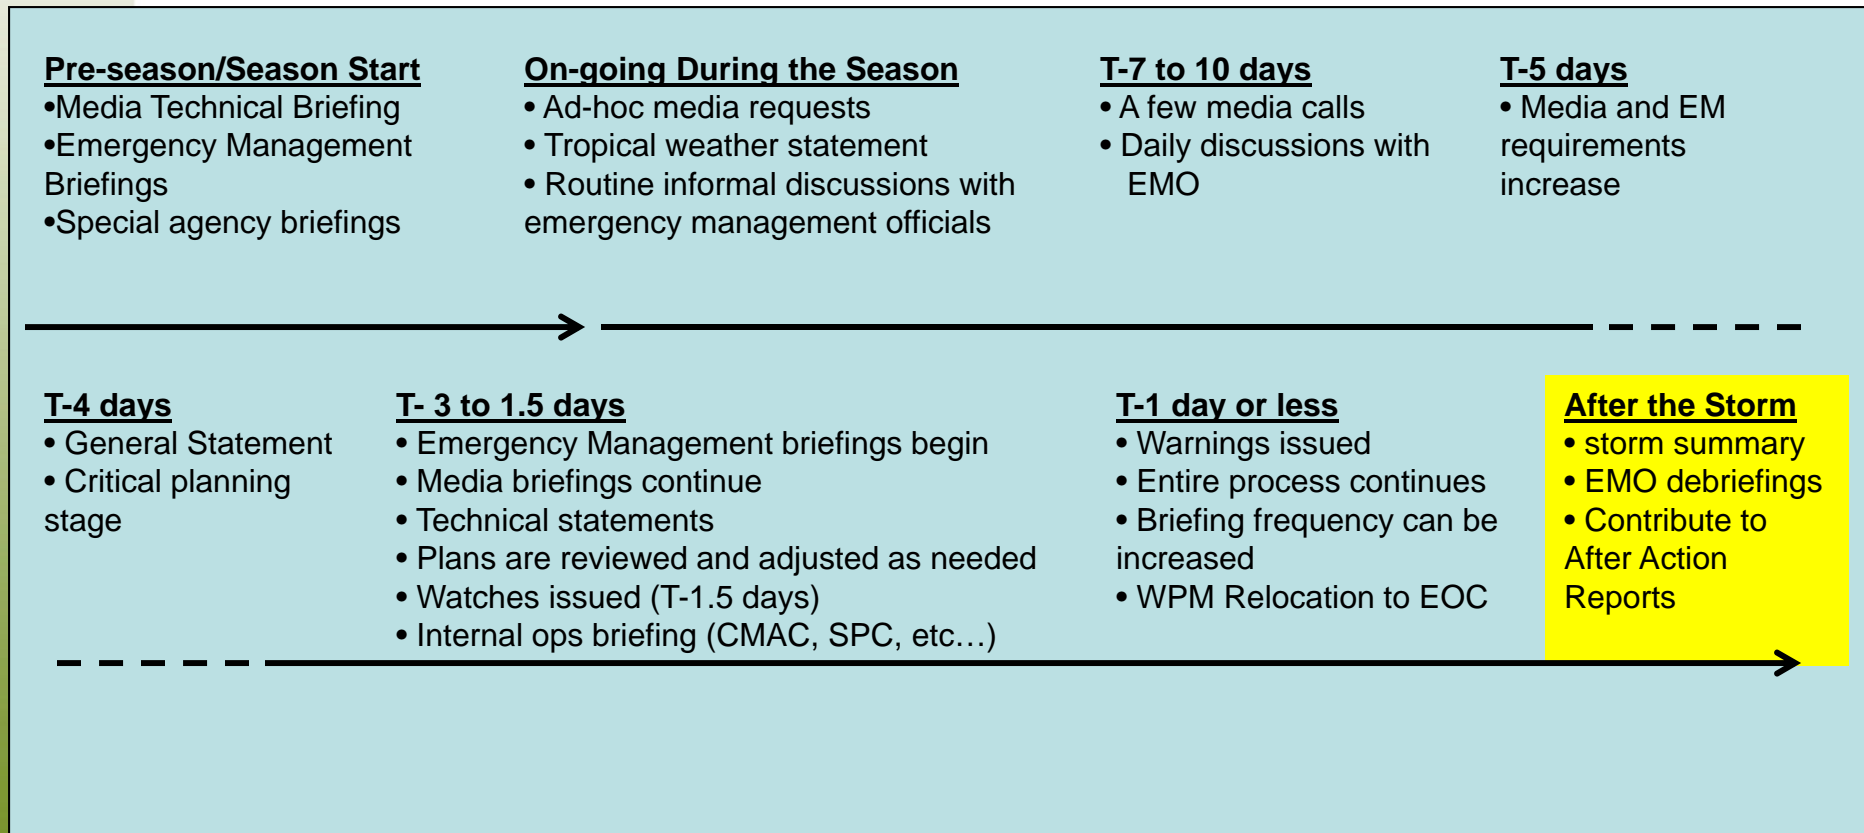 Pre-season/Season Start
•Media Technical Briefing
•Emergency Management
Briefings
•Special agency briefings
On-going During the Season
• Ad-hoc media requests
• Tropical weather statement
• Routine informal discussions with
emergency management officials
T-7 to 10 days
• A few media calls
• Daily discussions with
EMO
T-5 days
• Media and EM
requirements
increase
T-4 days
• General Statement
• Critical planning
stage
T- 3 to 1.5 days
• Emergency Management briefings begin
• Media briefings continue
• Technical statements
• Plans are reviewed and adjusted as needed
• Watches issued (T-1.5 days)
• Internal ops briefing (CMAC, SPC, etc…)
T-1 day or less
• Warnings issued
• Entire process continues
• Briefing frequency can be
increased
• WPM Relocation to EOC
After the Storm
• storm summary
• EMO debriefings
• Contribute to
After Action
Reports